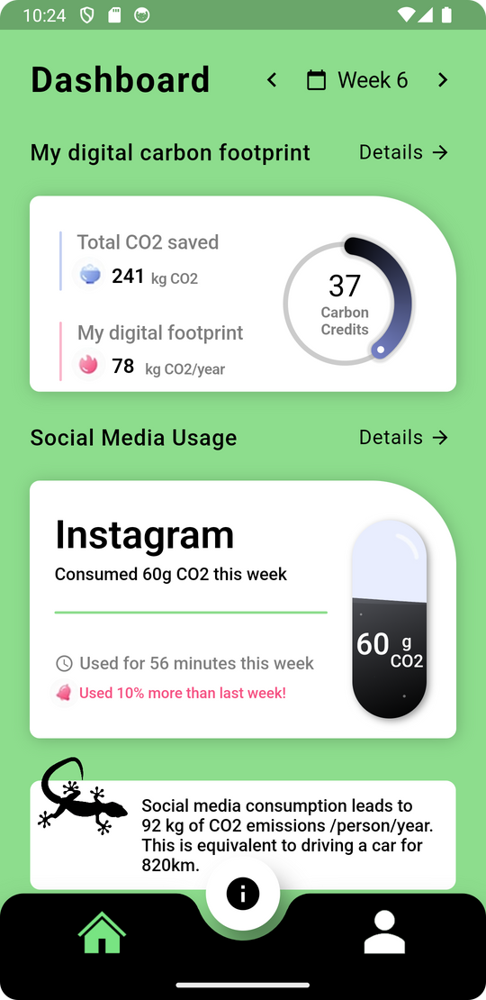 10:24
Dashboard
Week 6
My digital carbon footprint
Details
Total CO2 saved
241 kg CO2
My digital footprint
78 kg CO2/year
37
Carbon
Credits
Social Media Usage
Details
Instagram
Consumed 60g CO2 this week
Used for 56 minutes this week
Used 10% more than last week!
60 g
CO2
Social media consumption leads to
92 kg of CO2 emissions /person/year.
This is equivalent to driving a car for
820km.